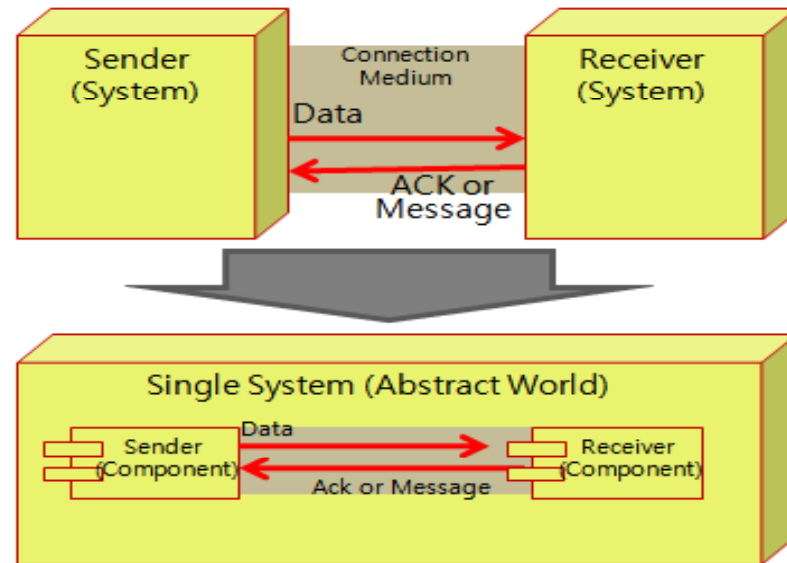 Sender
(System)
Connection
Medium
Receiver
(System)
Data
ACK or
Message
Single System (Abstract World)
Sender
(Component)
Data
Receiver
(Component)
Ack or Message